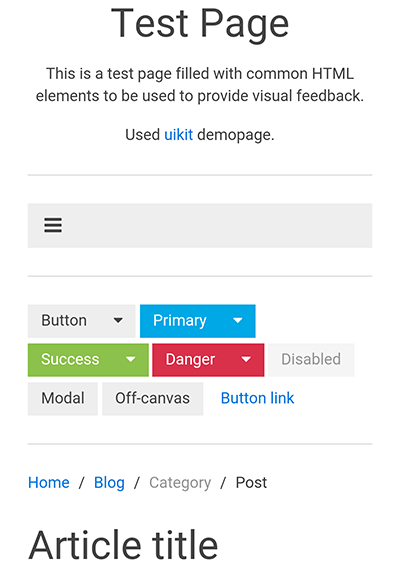 Test Page
This is a test page filled with common HTML
elements to be used to provide visual feedback.
Used uikit demopage.
Button Primary
Success Danger Disabled
Modal Off-canvas Button link
Home / Blog / Category / Post
Article title